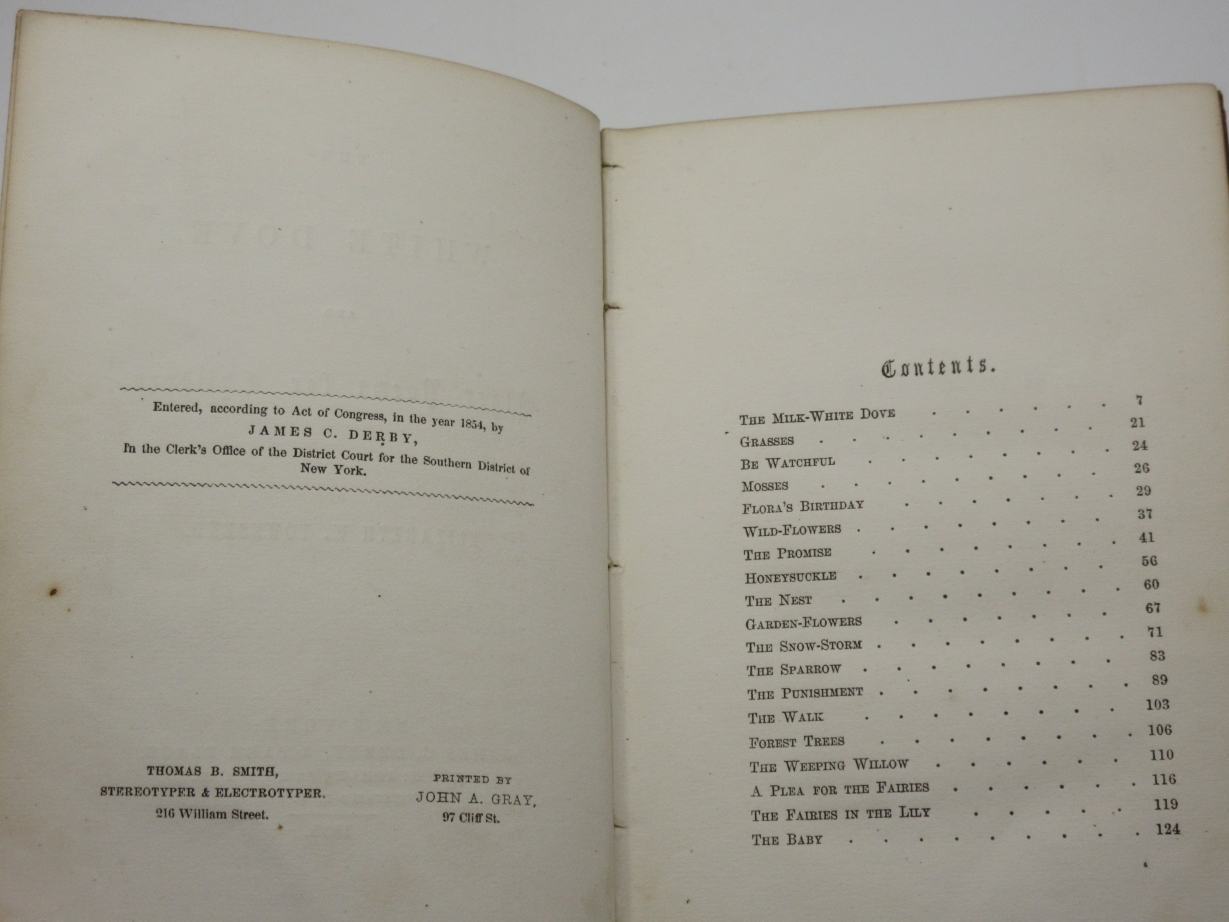 Entered, according to Act of Congress, in the year 1854, by
JAMES C. DERBY,
In the Clerk's Office of the District Court for the Southern District of
New York.
THOMAS B. SMITH,
STEREOTYPER & ELECTROTYPER.
216 William Street.
PRINTED BY
JOHN A. GRAY,
97 Cliff St.
Contents.
The Milk-White Dove . . . . . . 7
Grasses . . . . . . . . . 21
Be Watchful . . . . . . . . 24
Mosses . . . . . . . . . 26
Flora's Birthday . . . . . . . 29
Wild-Flowers . . . . . . . . 37
The Promise . . . . . . . . 41
Honeysuckle . . . . . . . . 56
The Nest . . . . . . . . . 60
Garden-Flowers . . . . . . . 67
The Snow-Storm . . . . . . . . 71
The Sparrow . . . . . . . . 83
The Punishment . . . . . . . . 89
The Walk . . . . . . . . 103
Forest Trees . . . . . . . . 106
The Weeping Willow . . . . . . 110
A Plea for the Fairies . . . . . . 116
The Fairies in the Lily . . . . . 119
The Baby . . . . . . . . . 124